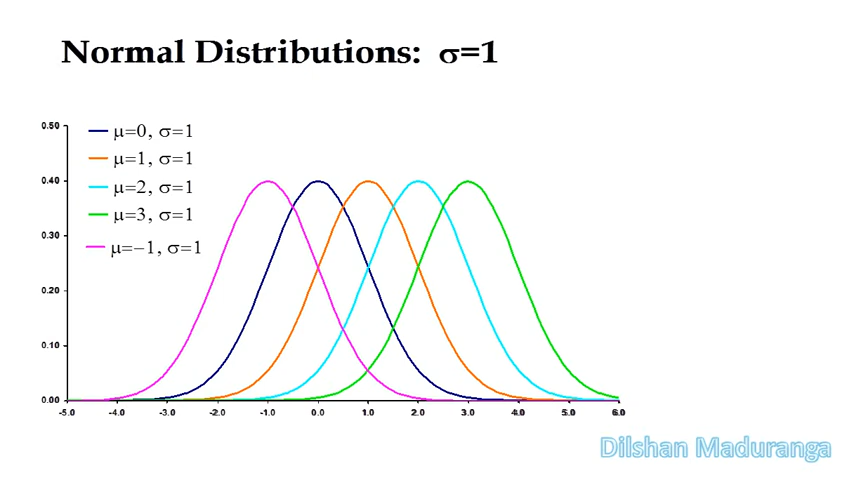 Normal Distributions: σ=1
0.50
μ=0, σ=1
μ=1, σ=1
0.40
μ=2, σ=1
μ=3, σ=1
0.30
μ=−1, σ=1
0.20
0.10
0.00
-5.0 -4.0 -3.0 -2.0 -1.0 0.0 1.0 2.0 3.0 4.0 5.0 6.0
Dilshan Maduranga